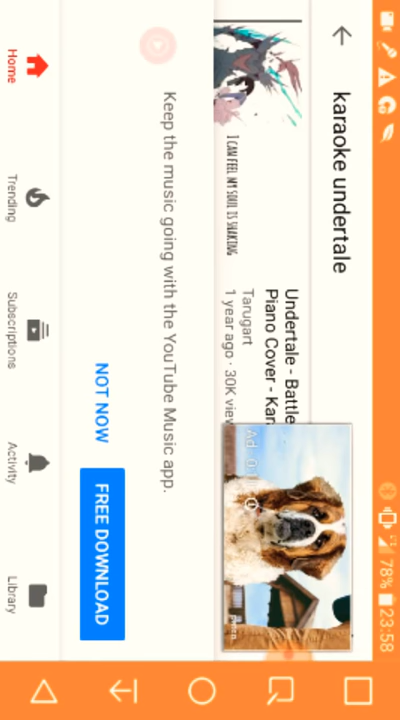 78% 23:58
karaoke undertale
I CAN FEEL MY SOUL IS SHAKING
Undertale - Battle
Piano Cover - Kar
Tarugart
1 year ago · 30K view
Ad
Keep the music going with the YouTube Music app.
NOT NOW
FREE DOWNLOAD
Home
Trending
Subscriptions
Activity
Library